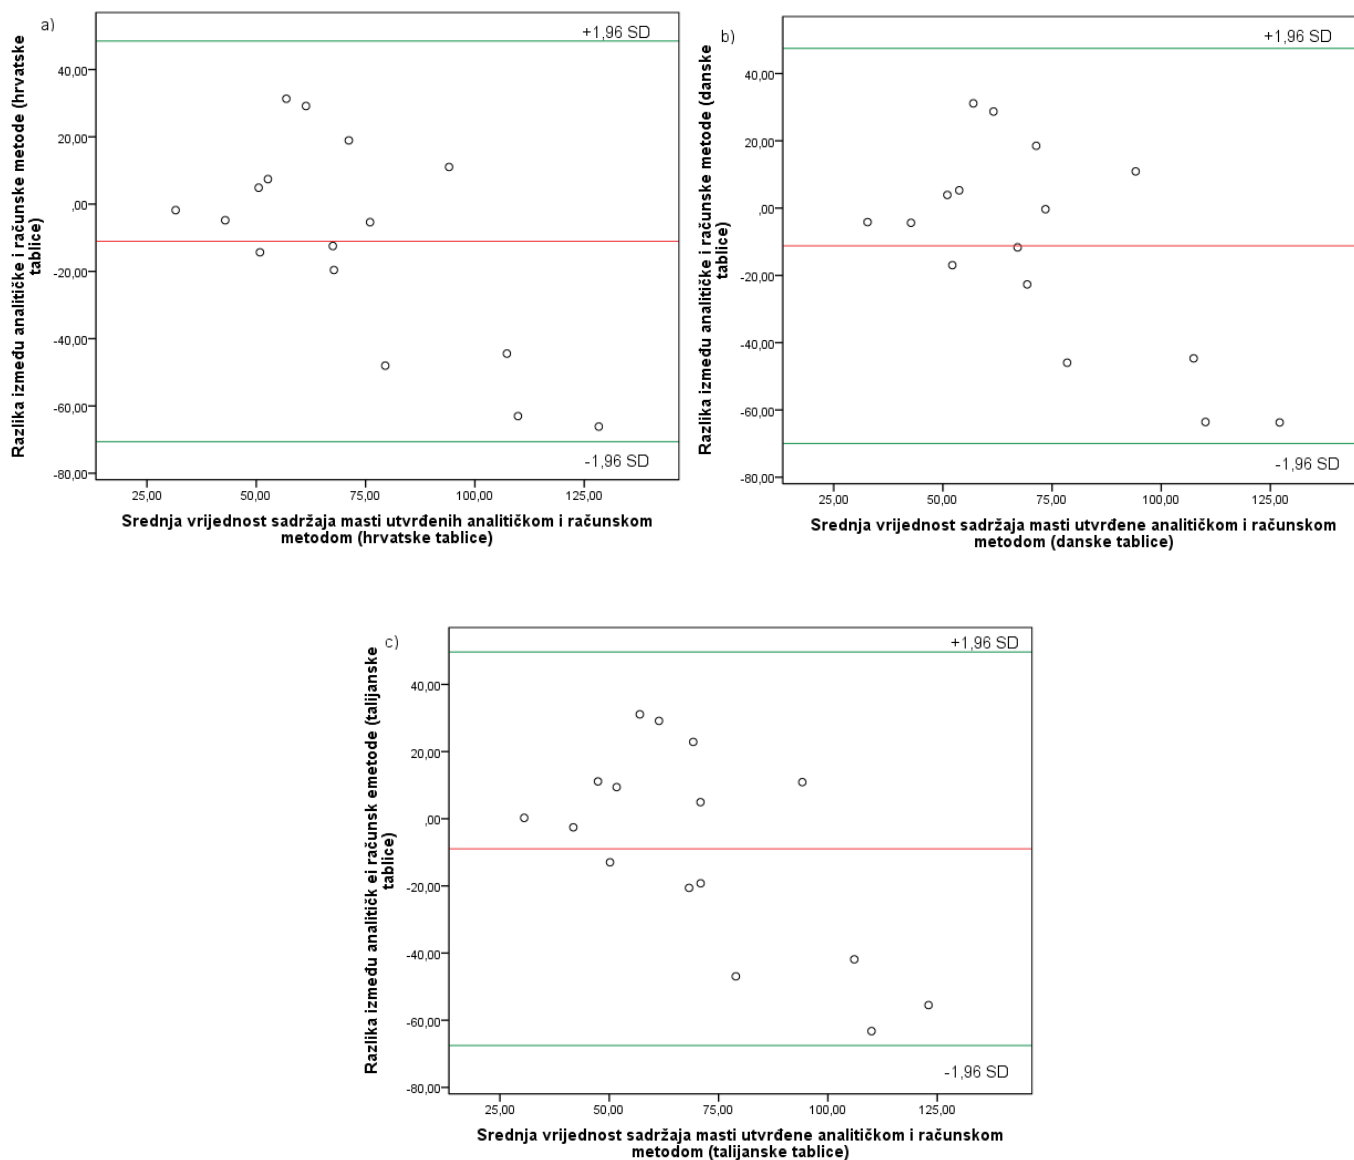 a)
+1,96 SD
Razlika između analitičke i računske metode (hrvatske
tablice)
40,00
20,00
,00
-20,00
-40,00
-60,00
-80,00
-1,96 SD
25,00 50,00 75,00 100,00 125,00
Srednja vrijednost sadržaja masti utvrđenih analitičkom i računskom
metodom (hrvatske tablice)
b)
+1,96 SD
Razlika između analitičke i računske metode (danske
tablice)
40,00
20,00
,00
-20,00
-40,00
-60,00
-80,00
-1,96 SD
25,00 50,00 75,00 100,00 125,00
Srednja vrijednost sadržaja masti utvrđene analitičkom i računskom
metodom (danske tablice)
c)
+1,96 SD
Razlika između analitičk ei računsk emetode (talijanske
tablice)
40,00
20,00
,00
-20,00
-40,00
-60,00
-80,00
-1,96 SD
25,00 50,00 75,00 100,00 125,00
Srednja vrijednost sadržaja masti utvrđene analitičkom i računskom
metodom (talijanske tablice)